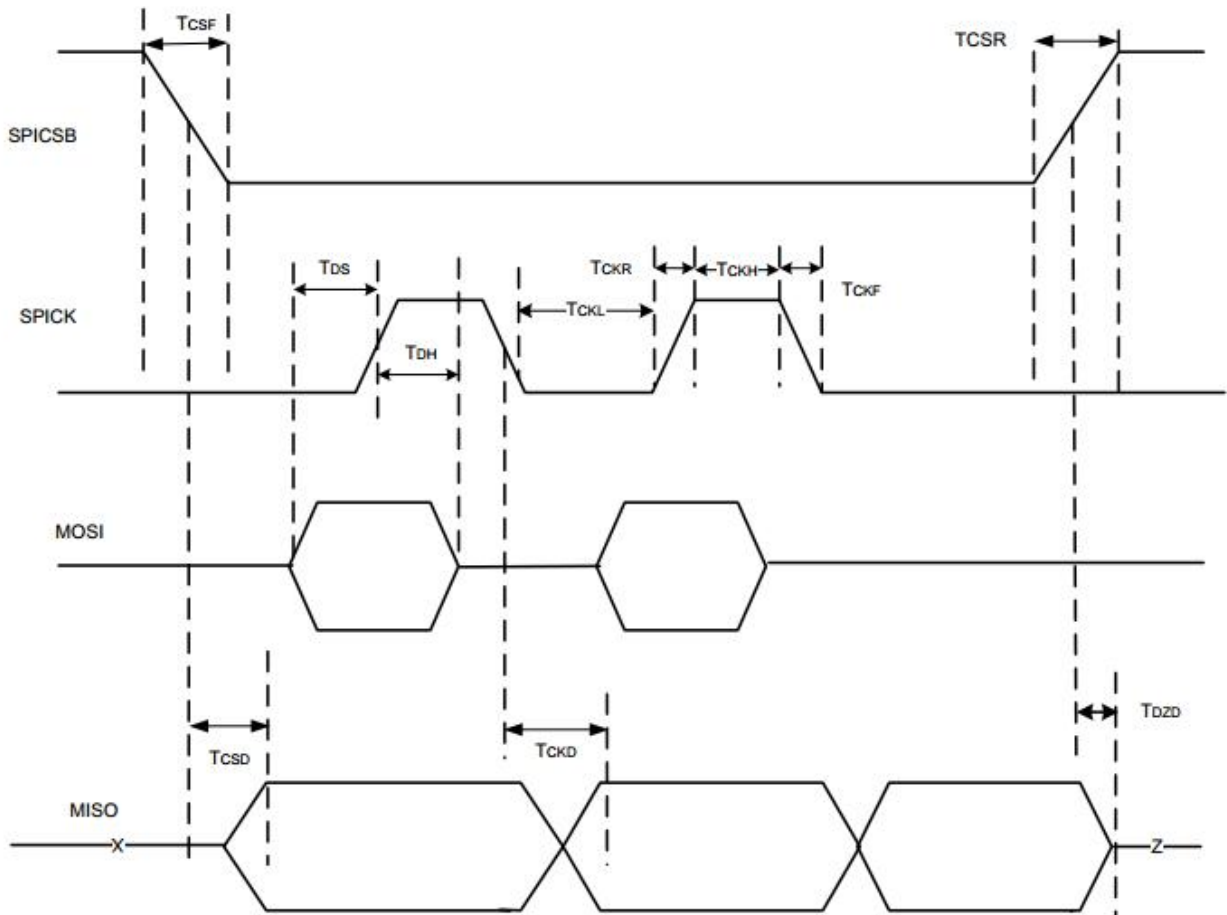 TCSF
TCSR
SPICSB
TDS
TCKR
TCKH
TCKF
TCKL
SPICK
TDH
MOSI
TCSD
TCKD
TDZD
MISO
X
Z